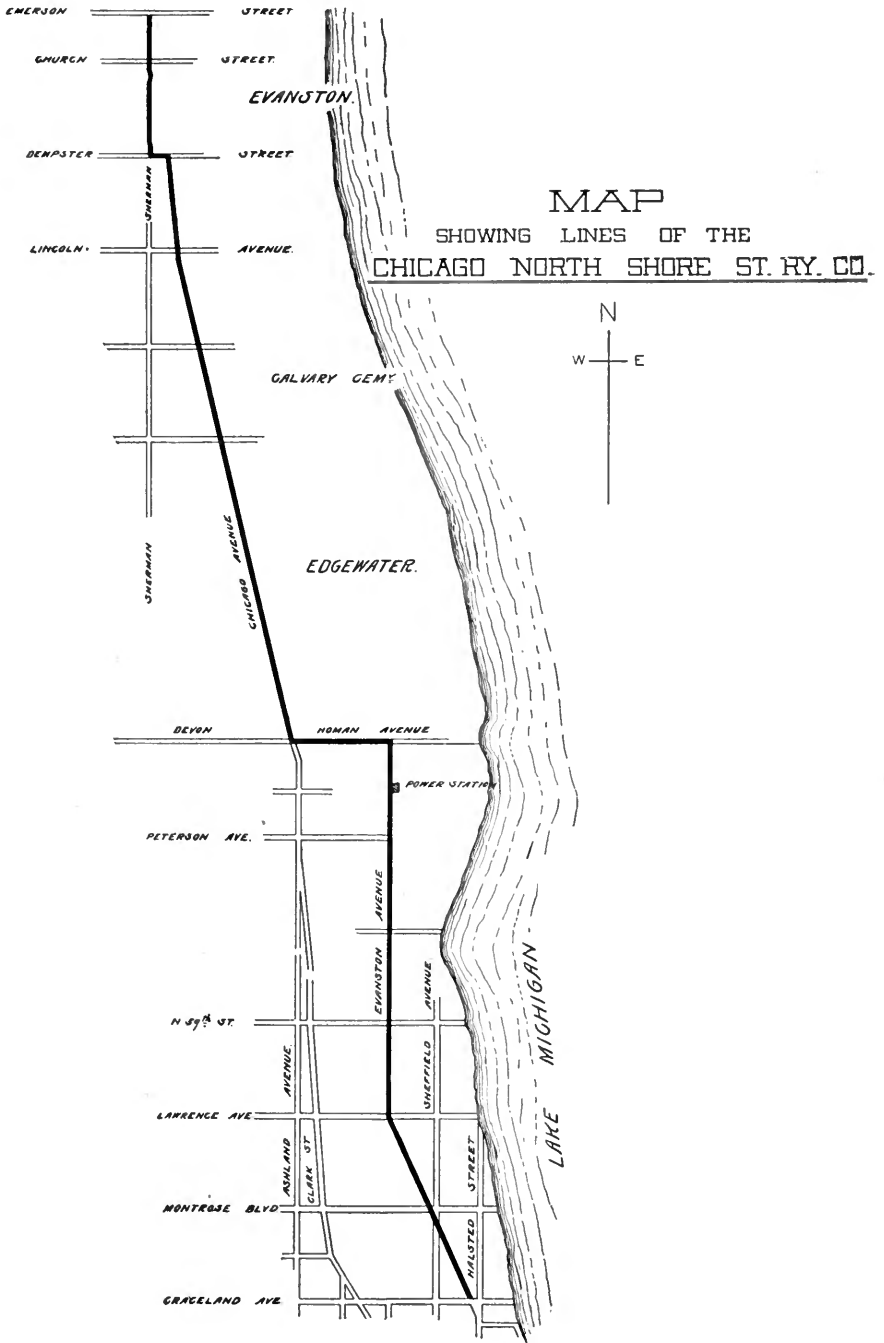 EMERSON STREET
CHURCH STREET.
EVANSTON.
DEMPSTER STREET.
SHERMAN
LINCOLN. AVENUE.
MAP
SHOWING LINES OF THE
CHICAGO NORTH SHORE ST. RY. CO.
N
W E
CALVARY CEMY
EDGEWATER.
SHERMAN
CHICAGO AVENUE
DEVON HOMAN AVENUE
POWER STATION
PETERSON AVE.
EVANSTON AVENUE
SHEFFIELD AVENUE
LAKE MICHIGAN
N 59th ST.
ASHLAND AVENUE.
CLARK ST
LAWRENCE AVE.
HALSTED STREET
MONTROSE BLVD
GRACELAND AVE